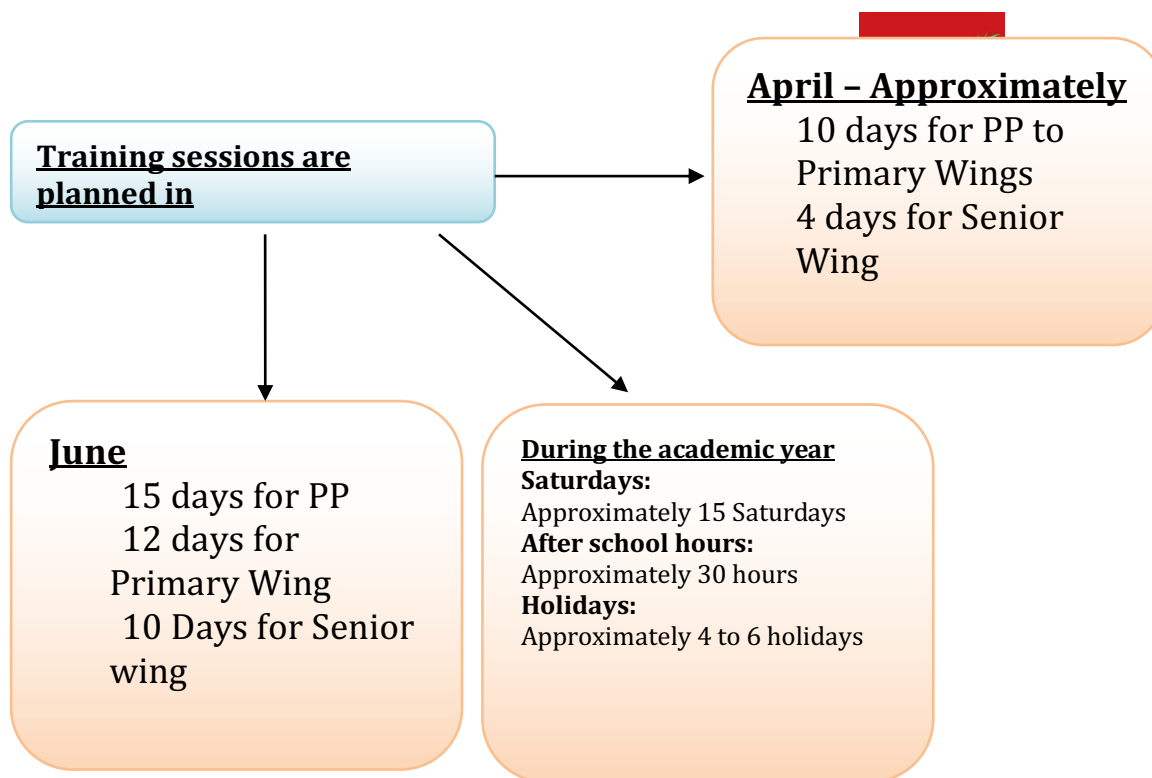 April – Approximately
10 days for PP to
Primary Wings
4 days for Senior
Wing
Training sessions are
planned in
June
15 days for PP
12 days for
Primary Wing
10 Days for Senior
wing
During the academic year
Saturdays:
Approximately 15 Saturdays
After school hours:
Approximately 30 hours
Holidays:
Approximately 4 to 6 holidays